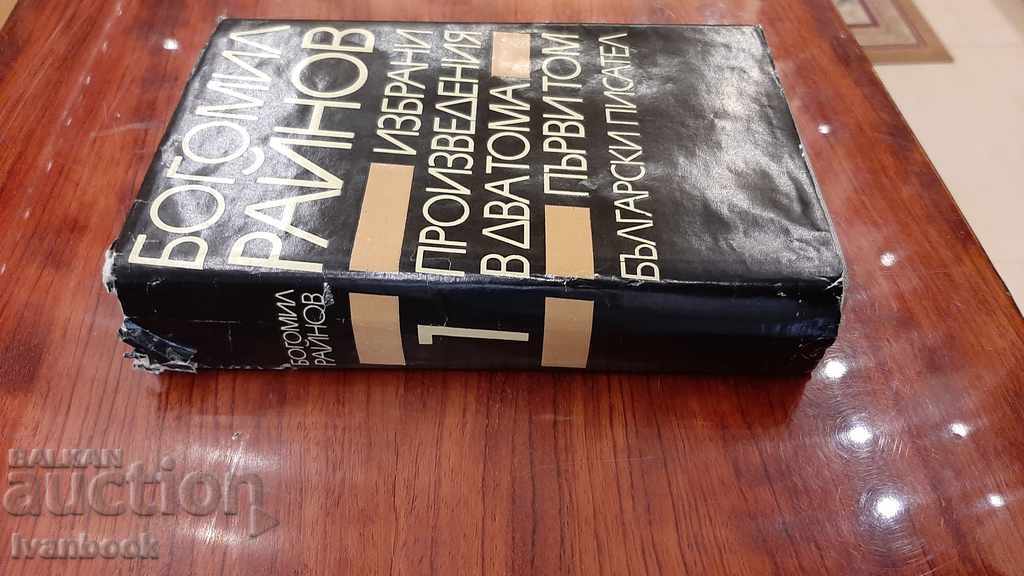 БОГОМИЛ
РАЙНОВ
ИЗБРАНИ
ПРОИЗВЕДЕНИЯ
В ДВА ТОМА
ПЪРВИ ТОМ
БЪЛГАРСКИ ПИСАТЕЛ
БОГОМИЛ
РАЙНОВ
1
BALKAN
auction
Ivanbook